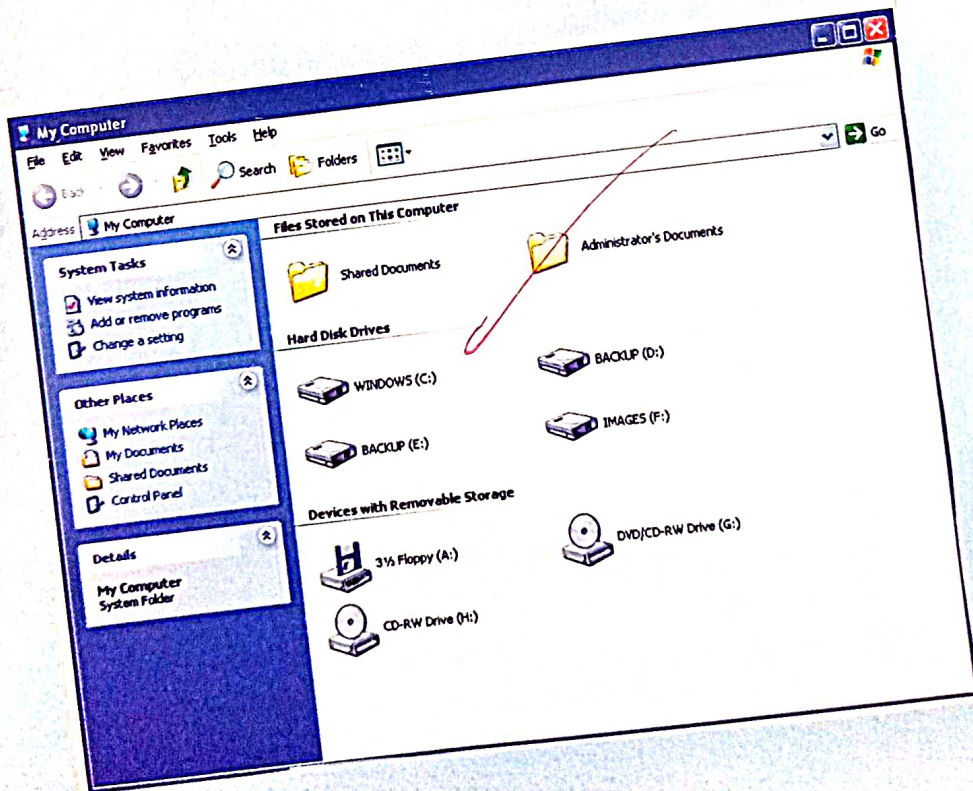 My Computer
File Edit View Favorites Tools Help
Back Search Folders
Address My Computer Go
System Tasks
View system information
Add or remove programs
Change a setting
Other Places
My Network Places
My Documents
Shared Documents
Control Panel
Details
My Computer
System Folder
Files Stored on This Computer
Shared Documents Administrator's Documents
Hard Disk Drives
WINDOWS (C:) BACKUP (D:)
BACKUP (E:) IMAGES (F:)
Devices with Removable Storage
3½ Floppy (A:) DVD/CD-RW Drive (G:)
CD-RW Drive (H:)